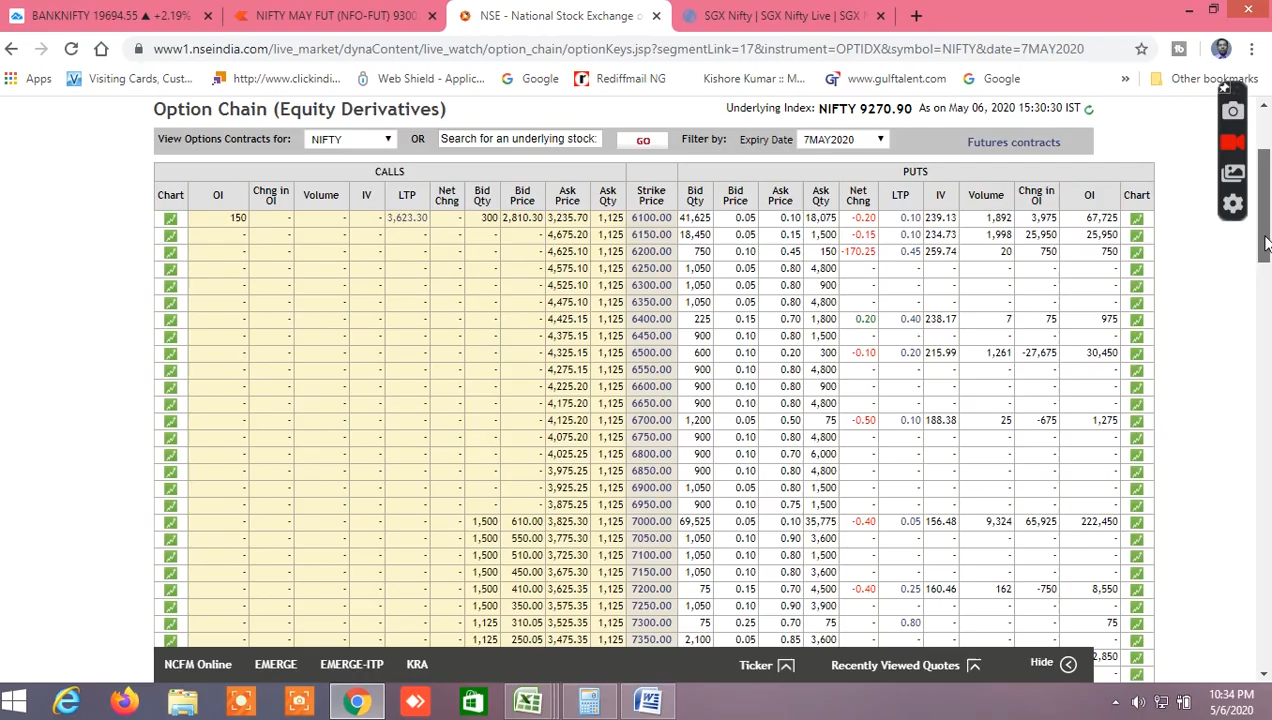 BANKNIFTY 19694.55 ▲ +2.19% × NIFTY MAY FUT (NFO-FUT) 9300 × NSE - National Stock Exchange o × SGX Nifty | SGX Nifty Live | SGX N × +
www1.nseindia.com/live_market/dynaContent/live_watch/option_chain/optionKeys.jsp?segmentLink=17&instrument=OPTIDX&symbol=NIFTY&date=7MAY2020
Apps Visiting Cards, Cust... http://www.clickindi... Web Shield - Applic... Google Rediffmail NG Kishore Kumar :: M... www.gulftalent.com Google » Other bookmarks
Option Chain (Equity Derivatives) Underlying Index: NIFTY 9270.90 As on May 06, 2020 15:30:30 IST
View Options Contracts for: NIFTY OR Search for an underlying stock: GO Filter by: Expiry Date 7MAY2020 Futures contracts
CALLS PUTS
Chart OI Chng in OI Volume IV LTP Net Chng Bid Qty Bid Price Ask Price Ask Qty Strike Price Bid Qty Bid Price Ask Price Ask Qty Net Chng LTP IV Volume Chng in OI OI Chart
150 - - - 3,623.30 - 300 2,810.30 3,235.70 1,125 6100.00 41,625 0.05 0.10 18,075 -0.20 0.10 239.13 1,892 3,975 67,725
- - - - - - - - 4,675.20 1,125 6150.00 18,450 0.05 0.15 1,500 -0.15 0.10 234.73 1,998 25,950 25,950
- - - - - - - - 4,625.10 1,125 6200.00 750 0.10 0.45 150 -170.25 0.45 259.74 20 750 750
- - - - - - - - 4,575.10 1,125 6250.00 1,050 0.05 0.80 4,800 - - - - - -
- - - - - - - - 4,525.10 1,125 6300.00 1,050 0.05 0.80 900 - - - - - -
- - - - - - - - 4,475.10 1,125 6350.00 1,050 0.05 0.80 4,800 - - - - - -
- - - - - - - - 4,425.15 1,125 6400.00 225 0.15 0.70 1,800 0.20 0.40 238.17 7 75 975
- - - - - - - - 4,375.15 1,125 6450.00 900 0.10 0.80 1,500 - - - - - -
- - - - - - - - 4,325.15 1,125 6500.00 600 0.10 0.20 300 -0.10 0.20 215.99 1,261 -27,675 30,450
- - - - - - - - 4,275.15 1,125 6550.00 900 0.10 0.80 4,800 - - - - - -
- - - - - - - - 4,225.20 1,125 6600.00 900 0.10 0.80 900 - - - - - -
- - - - - - - - 4,175.20 1,125 6650.00 900 0.10 0.80 4,800 - - - - - -
- - - - - - - - 4,125.20 1,125 6700.00 1,200 0.05 0.50 75 -0.50 0.10 188.38 25 -675 1,275
- - - - - - - - 4,075.20 1,125 6750.00 900 0.10 0.80 4,800 - - - - - -
- - - - - - - - 4,025.25 1,125 6800.00 900 0.10 0.70 6,000 - - - - - -
- - - - - - - - 3,975.25 1,125 6850.00 900 0.10 0.80 4,800 - - - - - -
- - - - - - - - 3,925.25 1,125 6900.00 1,050 0.05 0.80 1,500 - - - - - -
- - - - - - - - 3,875.25 1,125 6950.00 900 0.10 0.75 1,500 - - - - - -
- - - - - - 1,500 610.00 3,825.30 1,125 7000.00 69,525 0.05 0.10 35,775 -0.40 0.05 156.48 9,324 65,925 222,450
- - - - - - 1,500 550.00 3,775.30 1,125 7050.00 1,050 0.10 0.90 3,600 - - - - - -
- - - - - - 1,500 510.00 3,725.30 1,125 7100.00 1,050 0.05 0.80 1,500 - - - - - -
- - - - - - 1,500 450.00 3,675.30 1,125 7150.00 1,050 0.10 0.80 3,600 - - - - - -
- - - - - - 1,500 410.00 3,625.35 1,125 7200.00 75 0.15 0.70 4,500 -0.40 0.25 160.46 162 -750 8,550
- - - - - - 1,500 350.00 3,575.35 1,125 7250.00 1,050 0.10 0.90 3,900 - - - - - -
- - - - - - 1,125 310.05 3,525.35 1,125 7300.00 75 0.25 0.70 75 - 0.80 - - - 75
- - - - - - 1,125 250.05 3,475.35 1,125 7350.00 2,100 0.05 0.85 3,600 - - - - - -
NCFM Online EMERGE EMERGE-ITP KRA Ticker Recently Viewed Quotes Hide 2,850
10:34 PM
5/6/2020